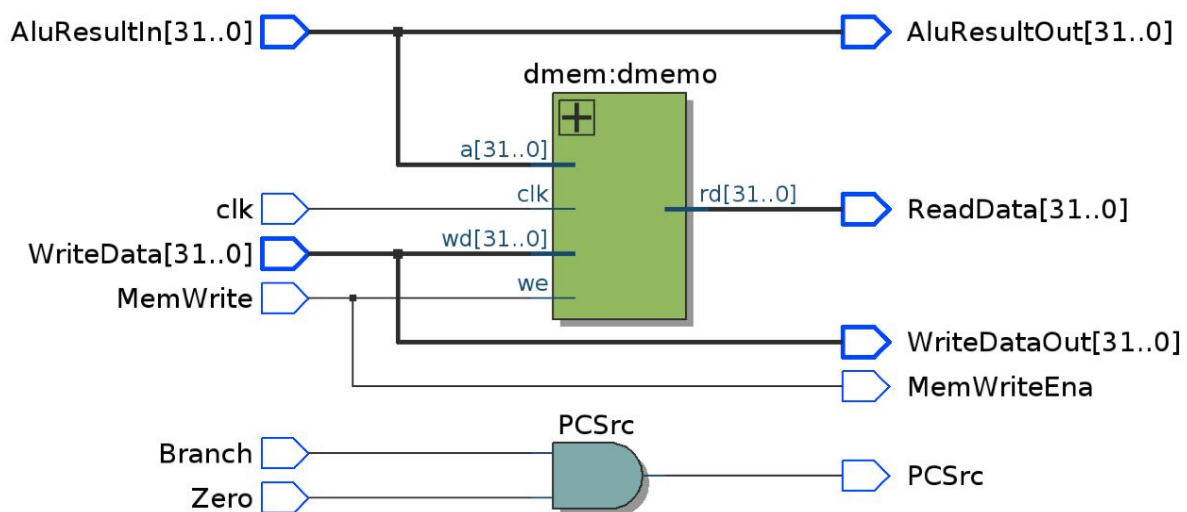 AluResultIn[31..0]
AluResultOut[31..0]
dmem:dmemo
a[31..0]
clk
clk
rd[31..0]
ReadData[31..0]
WriteData[31..0]
wd[31..0]
MemWrite
we
WriteDataOut[31..0]
MemWriteEna
PCSrc
Branch
Zero
PCSrc